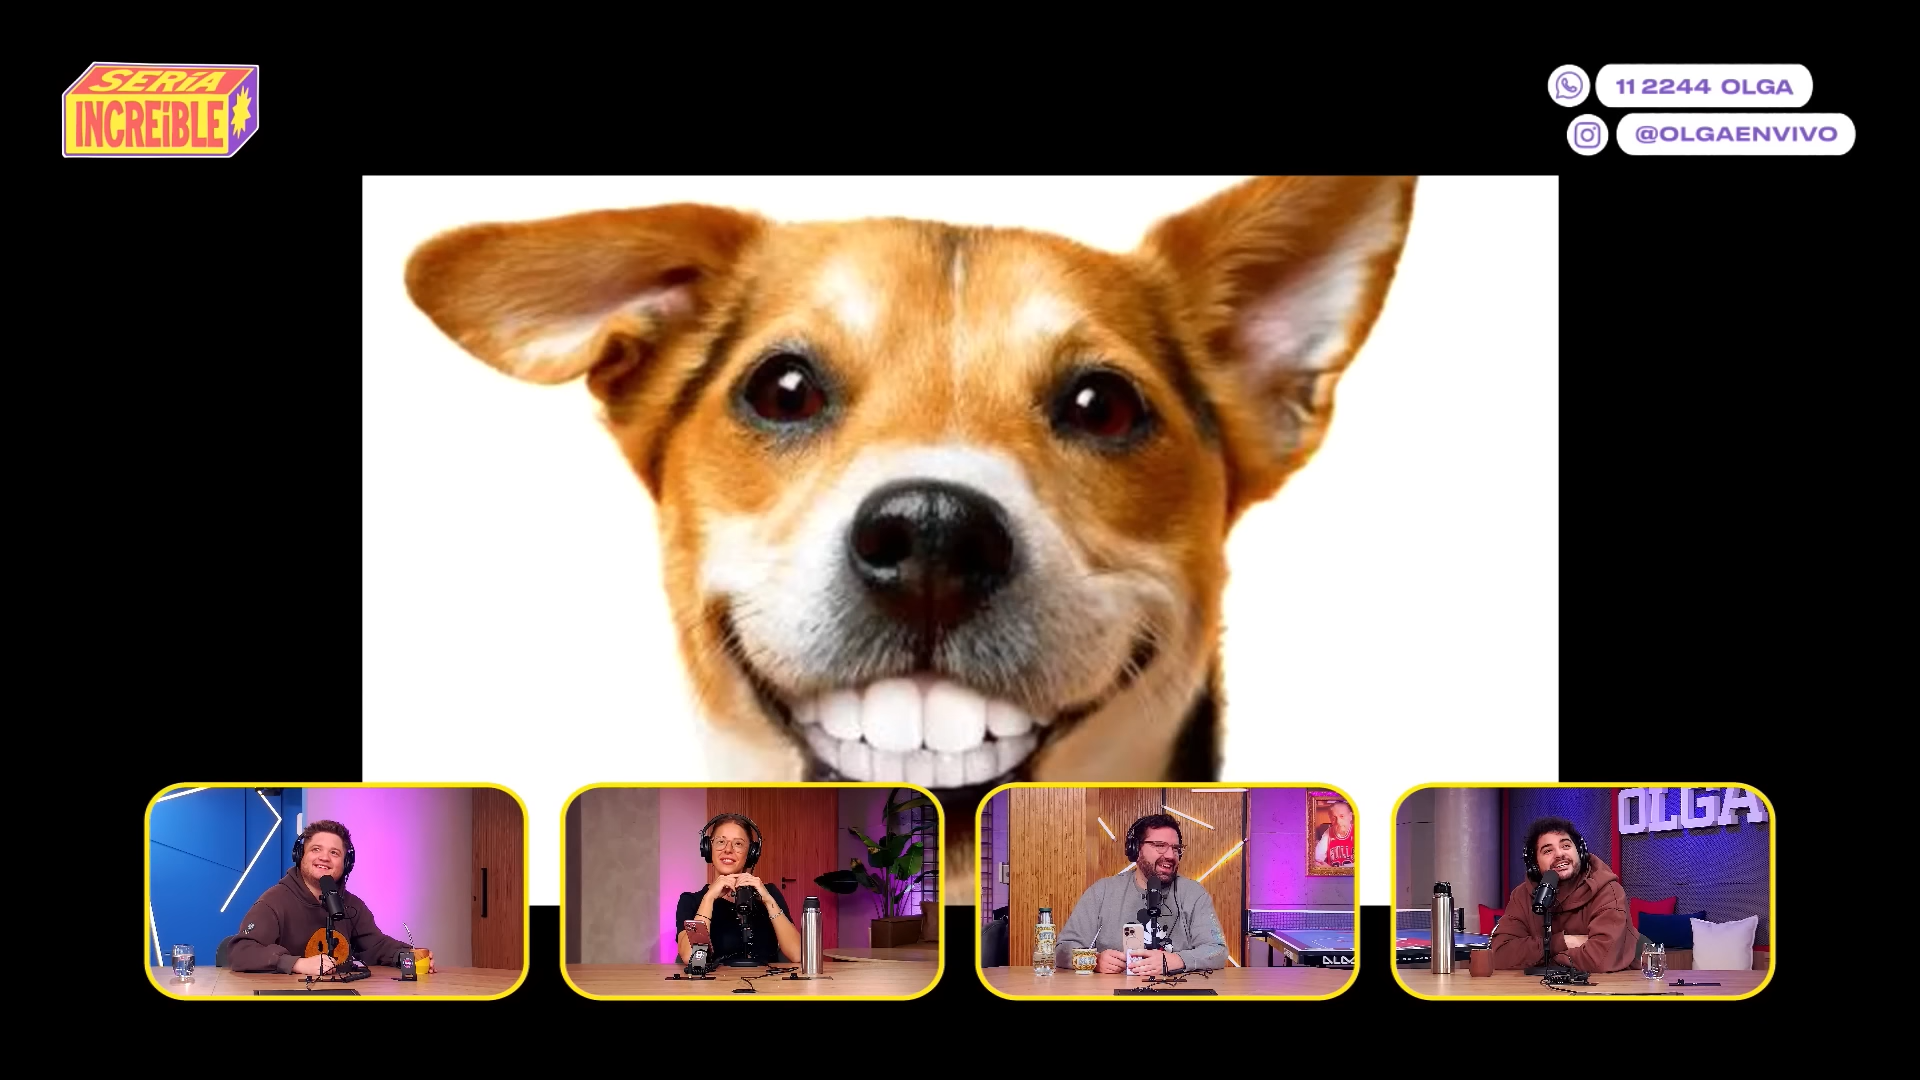 SERÍA
INCREÍBLE
11 2244 OLGA
@OLGAENVIVO
OLGA